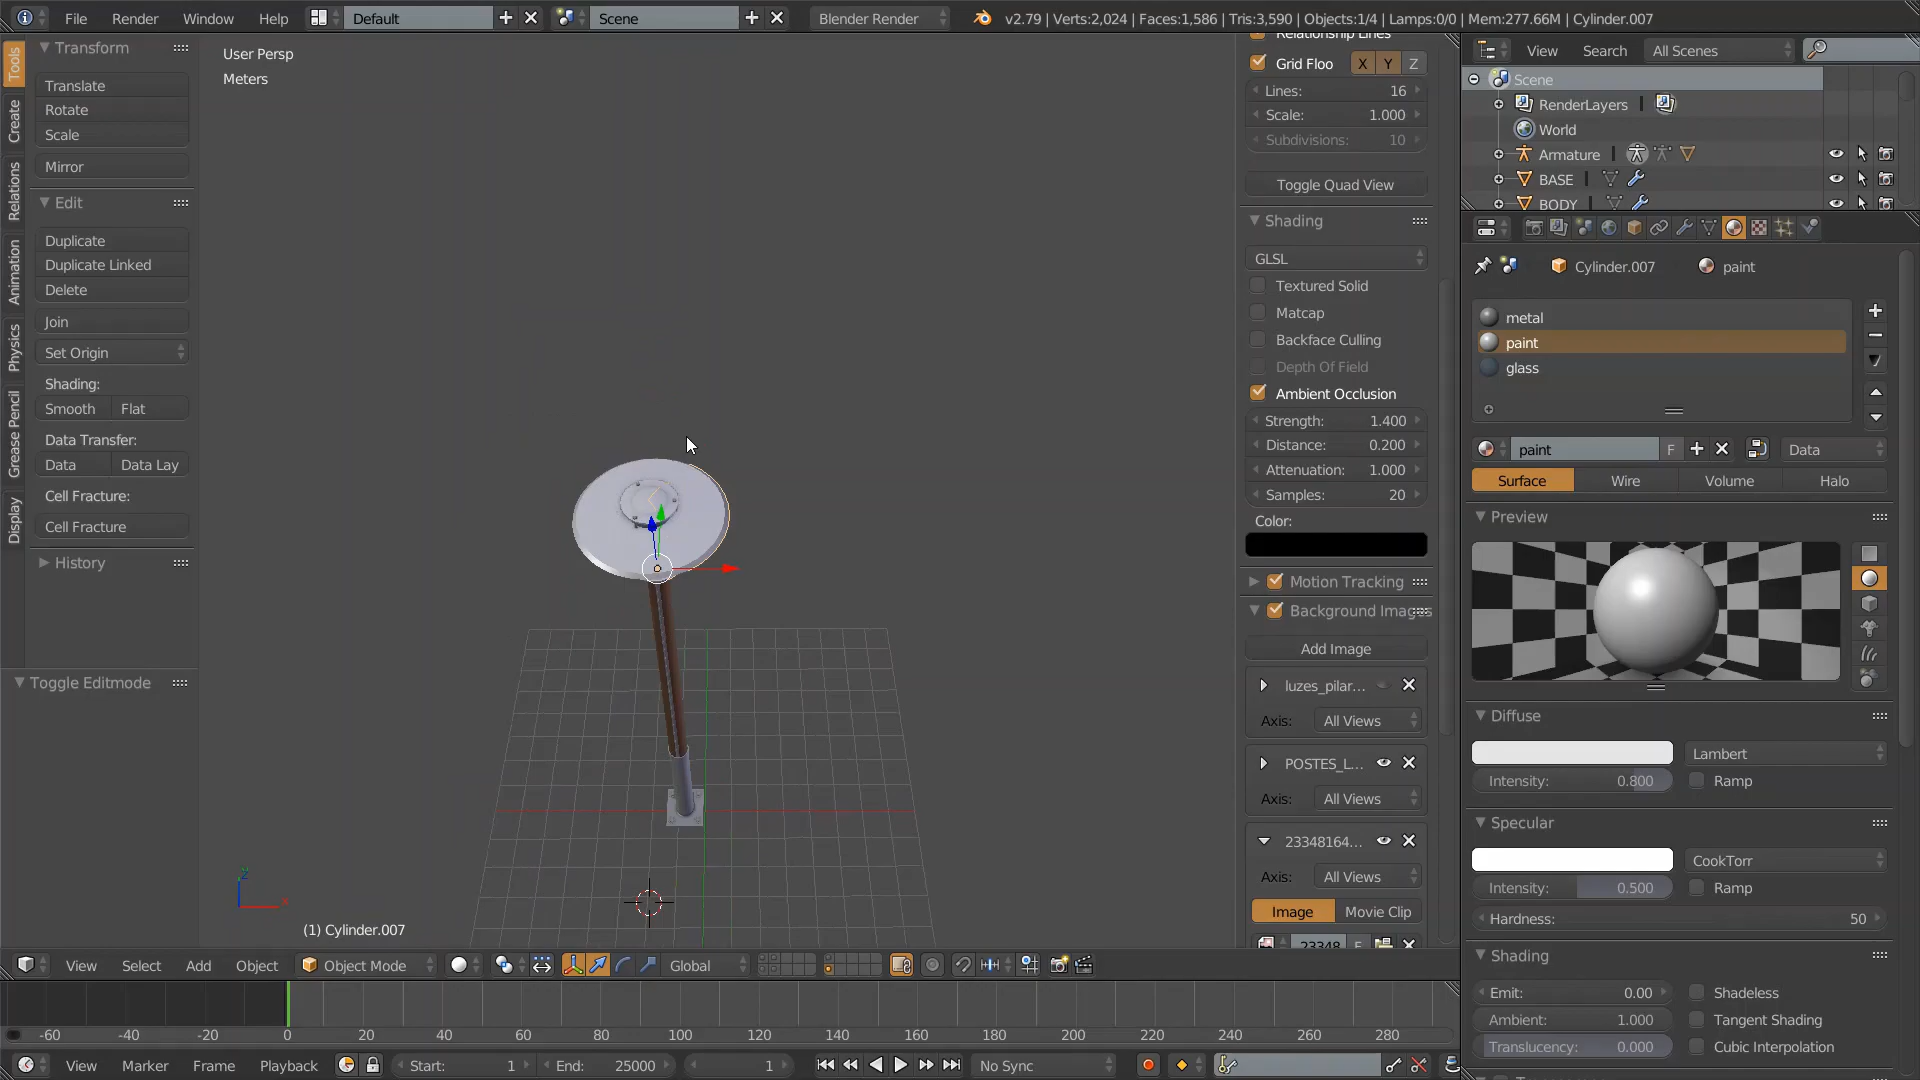 File Render Window Help Default Scene Blender Render v2.79 | Verts:2,024 | Faces:1,586 | Tris:3,590 | Objects:1/4 | Lamps:0/0 | Mem:277.66M | Cylinder.007
Tools
Create
Relations
Animation
Physics
Grease Pencil
Display
Transform
Translate
Rotate
Scale
Mirror
Edit
Duplicate
Duplicate Linked
Delete
Join
Set Origin
Shading:
Smooth Flat
Data Transfer:
Data Data Lay
Cell Fracture:
Cell Fracture
History
Toggle Editmode
User Persp
Meters
z
x
(1) Cylinder.007
Relationship Lines
Grid Floo X Y Z
Lines: 16
Scale: 1.000
Subdivisions: 10
Toggle Quad View
Shading
GLSL
Textured Solid
Matcap
Backface Culling
Depth Of Field
Ambient Occlusion
Strength: 1.400
Distance: 0.200
Attenuation: 1.000
Samples: 20
Color:
Motion Tracking
Background Images
Add Image
luzes_pilar...
Axis: All Views
POSTES_L...
Axis: All Views
23348164...
Axis: All Views
Image Movie Clip
23348 F
View Search All Scenes
Scene
RenderLayers
World
Armature
BASE
BODY
Cylinder.007 paint
metal
paint
glass
paint F Data
Surface Wire Volume Halo
Preview
Diffuse
Lambert
Intensity: 0.800 Ramp
Specular
CookTorr
Intensity: 0.500 Ramp
Hardness: 50
Shading
Emit: 0.00 Shadeless
Ambient: 1.000 Tangent Shading
Translucency: 0.000 Cubic Interpolation
View Select Add Object Object Mode Global
-60 -40 -20 0 20 40 60 80 100 120 140 160 180 200 220 240 260 280
View Marker Frame Playback Start: 1 End: 25000 1 No Sync